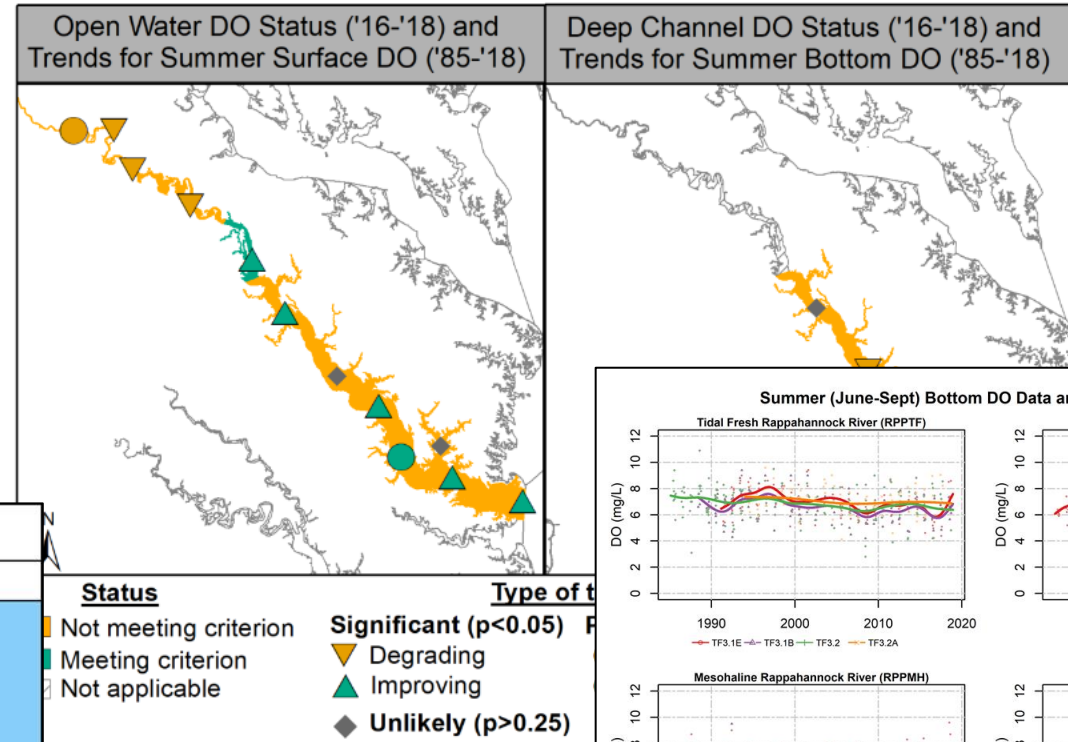 Open Water DO Status ('16-'18) and
Trends for Summer Surface DO ('85-'18)
Deep Channel DO Status ('16-'18) and
Trends for Summer Bottom DO ('85-'18)
N
Status
Not meeting criterion
Meeting criterion
Not applicable
Type of t
Significant (p<0.05)
Degrading
Improving
Unlikely (p>0.25)
Summer (June-Sept) Bottom DO Data a
Tidal Fresh Rappahannock River (RPPTF)
DO (mg/L)
12
10
8
6
4
2
0
1990 2000 2010 2020
TF3.1E TF3.1B TF3.2 TF3.2A
DO (mg/L)
12
10
8
6
4
2
0
Mesohaline Rappahannock River (RPPMH)
12
10
8
12
10
8